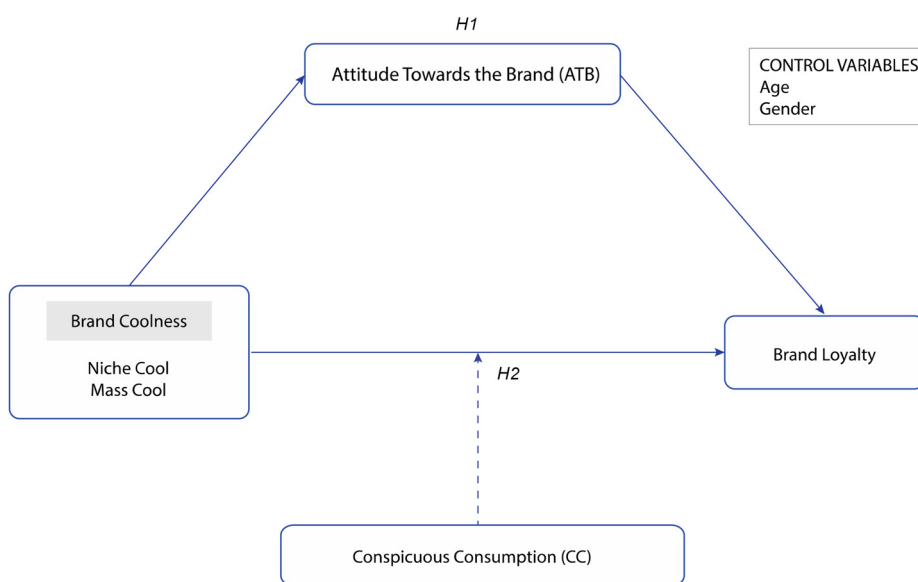 H1
Attitude Towards the Brand (ATB)
CONTROL VARIABLES
Age
Gender
Brand Coolness
Niche Cool
Mass Cool
Brand Loyalty
H2
Conspicuous Consumption (CC)